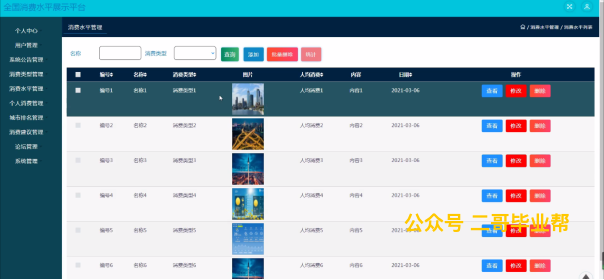 全国消费水平展示平台
个人中心
用户管理
系统公告管理
消费类型管理
消费水平管理
个人消费管理
城市排名管理
消费建议管理
论坛管理
系统管理
消费水平管理
/ 消费水平管理 / 消费水平列表
名称 消费类型 查询 添加 批量删除 统计
编号 名称 消费类型 图片 人均消费 内容 日期 操作
编号1 名称1 消费类型1 人均消费1 内容1 2021-03-06 查看 修改 删除
编号2 名称2 消费类型2 人均消费2 内容2 2021-03-06 查看 修改 删除
编号3 名称3 消费类型3 人均消费3 内容3 2021-03-06 查看 修改 删除
编号4 名称4 消费类型4 人均消费4 内容4 2021-03-06 查看 修改 删除
公众号 二哥毕业帮
编号5 名称5 消费类型5 人均消费5 内容5 2021-03-06 查看 修改 删除
编号6 名称6 消费类型6 人均消费6 内容6 2021-03-06 查看 修改 删除